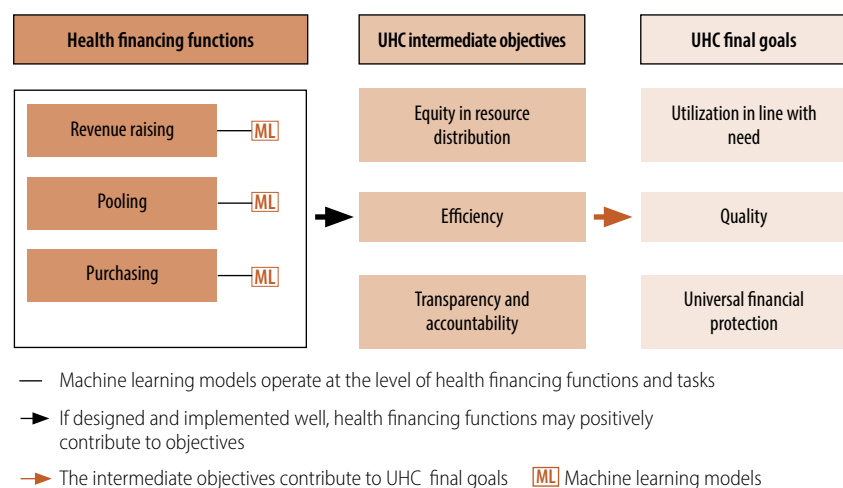 Health financing functions
UHC intermediate objectives
UHC final goals
Revenue raising
ML
Pooling
ML
Purchasing
ML
Equity in resource
distribution
Efficiency
Transparency and
accountability
Utilization in line with
need
Quality
Universal financial
protection
Machine learning models operate at the level of health financing functions and tasks
If designed and implemented well, health financing functions may positively
contribute to objectives
The intermediate objectives contribute to UHC final goals
ML Machine learning models